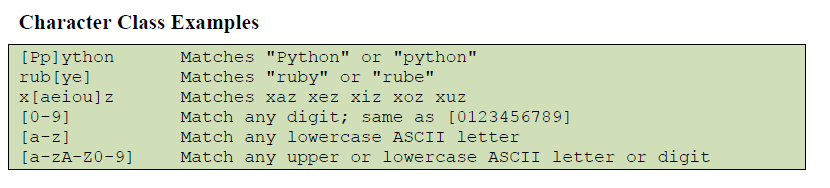 Character Class Examples
[Pp]ython Matches "Python" or "python"
rub[ye] Matches "ruby" or "rube"
x[aeiou]z Matches xaz xez xiz xoz xuz
[0-9] Match any digit; same as [0123456789]
[a-z] Match any lowercase ASCII letter
[a-zA-Z0-9] Match any upper or lowercase ASCII letter or digit